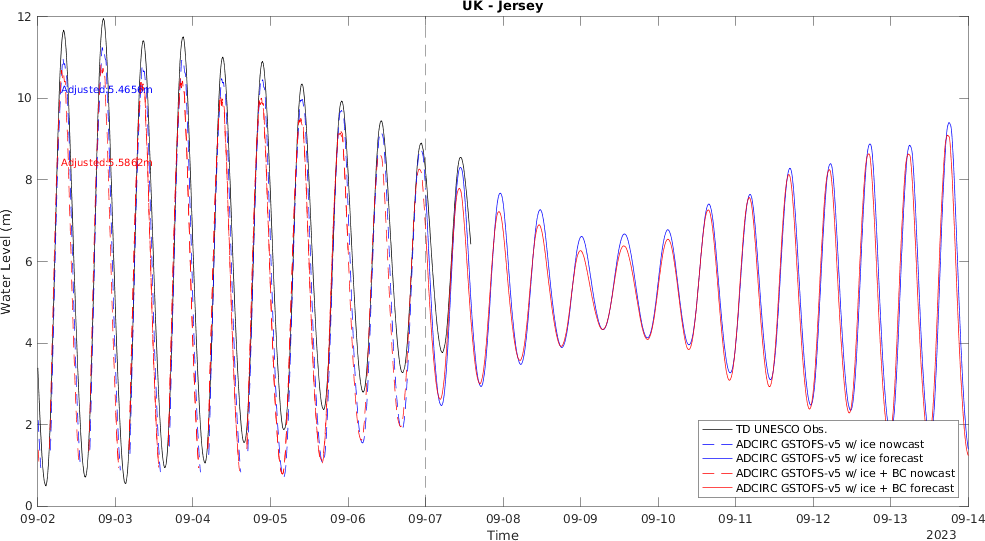 UK - Jersey
12
10
8
6
4
2
0
Water Level (m)
Adjusted:5.4656m
Adjusted:5.5862m
TD UNESCO Obs.
ADCIRC GSTOFS-v5 w/ ice nowcast
ADCIRC GSTOFS-v5 w/ ice forecast
ADCIRC GSTOFS-v5 w/ ice + BC nowcast
ADCIRC GSTOFS-v5 w/ ice + BC forecast
09-02 09-03 09-04 09-05 09-06 09-07 09-08 09-09 09-10 09-11 09-12 09-13 09-14
Time
2023